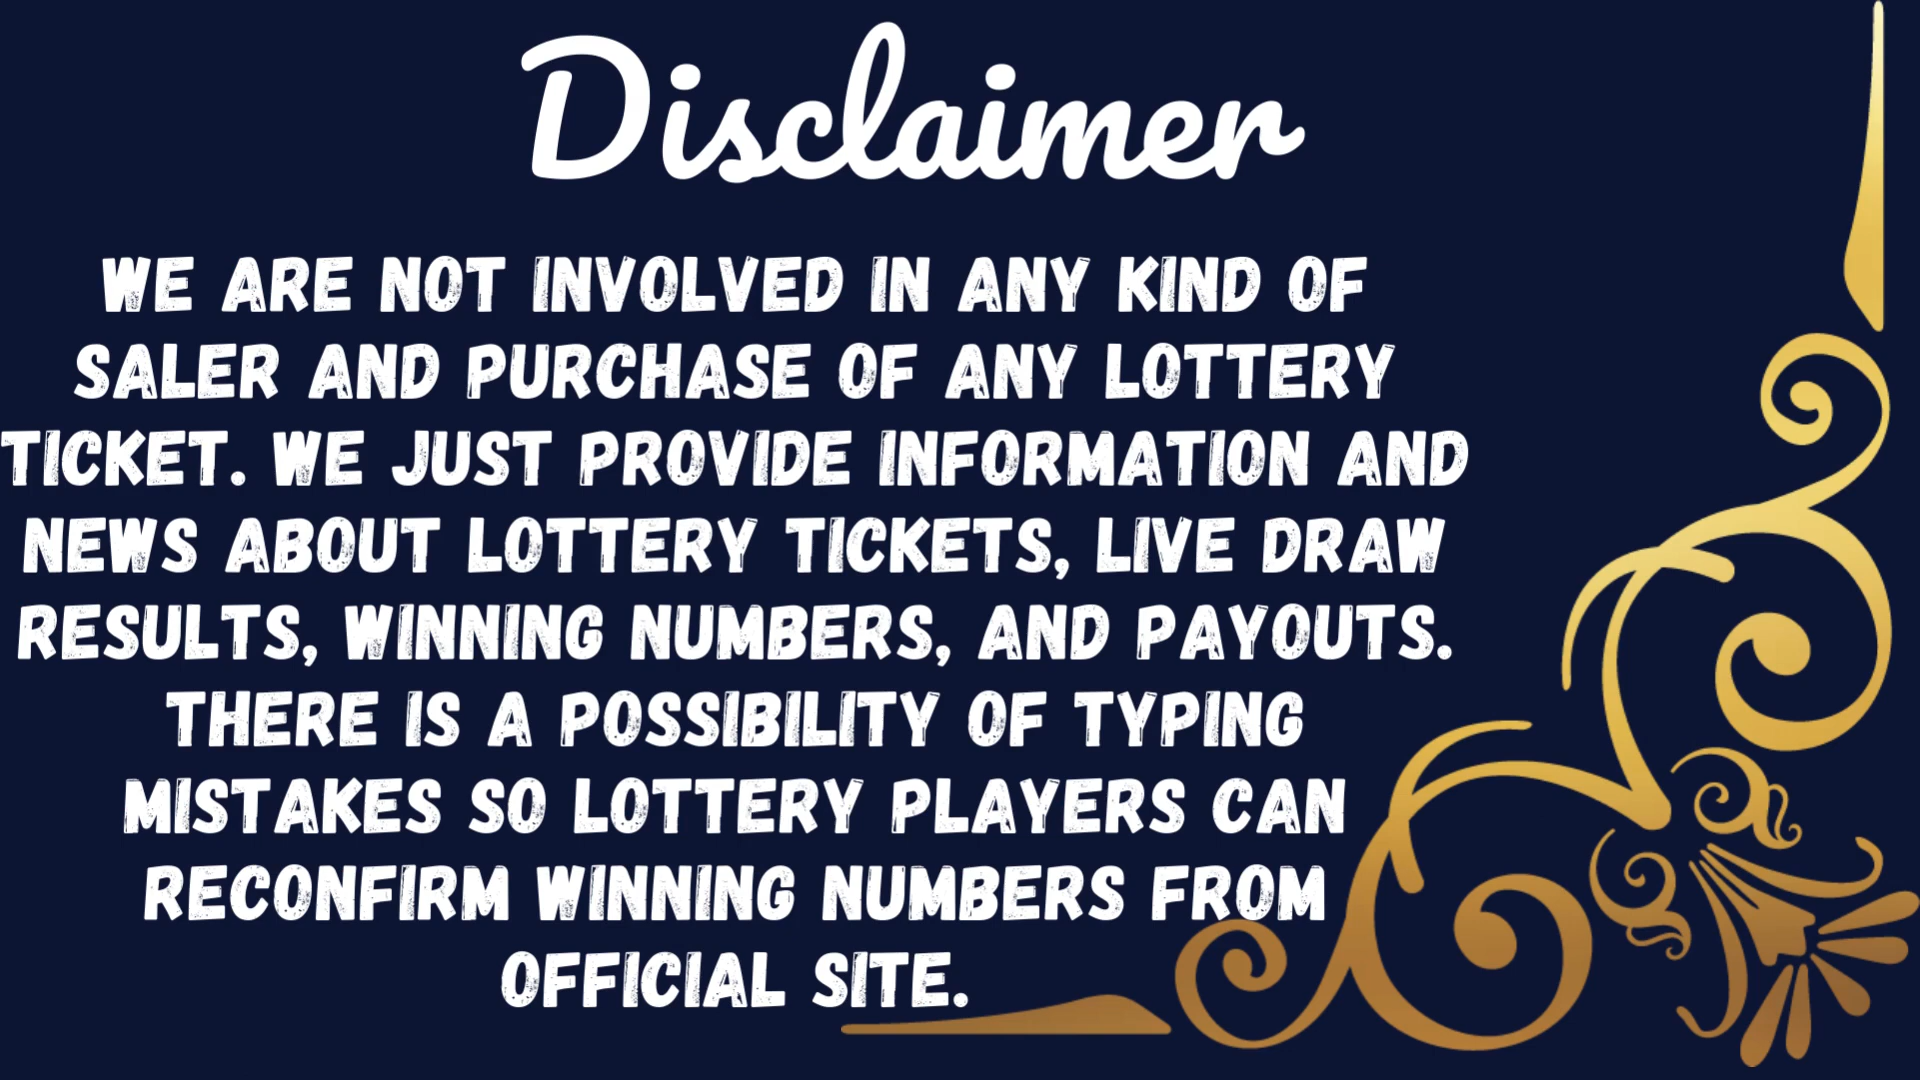 Disclaimer
WE ARE NOT INVOLVED IN ANY KIND OF
SALER AND PURCHASE OF ANY LOTTERY
TICKET. WE JUST PROVIDE INFORMATION AND
NEWS ABOUT LOTTERY TICKETS, LIVE DRAW
RESULTS, WINNING NUMBERS, AND PAYOUTS.
THERE IS A POSSIBILITY OF TYPING
MISTAKES SO LOTTERY PLAYERS CAN
RECONFIRM WINNING NUMBERS FROM
OFFICIAL SITE.